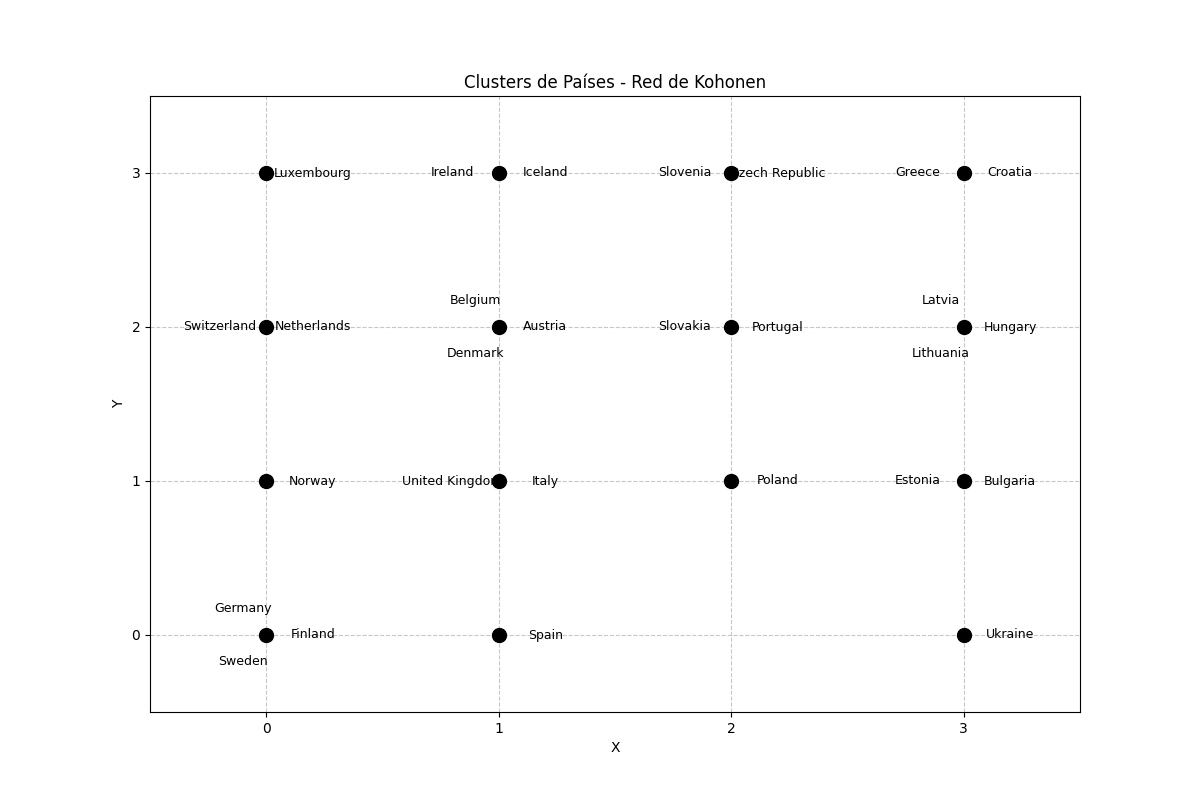 Clusters de Países - Red de Kohonen
3
Luxembourg
Ireland
Iceland
Slovenia
zech Republic
Greece
Croatia
Belgium
Latvia
2
Switzerland
Netherlands
Austria
Slovakia
Portugal
Hungary
Denmark
Lithuania
Y
1
Norway
United Kingdo
Italy
Poland
Estonia
Bulgaria
Germany
0
Finland
Spain
Ukraine
Sweden
0
1
2
3
X